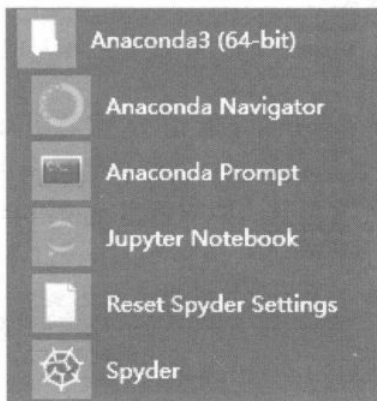 Anaconda3 (64-bit)
Anaconda Navigator
Anaconda Prompt
Jupyter Notebook
Reset Spyder Settings
Spyder